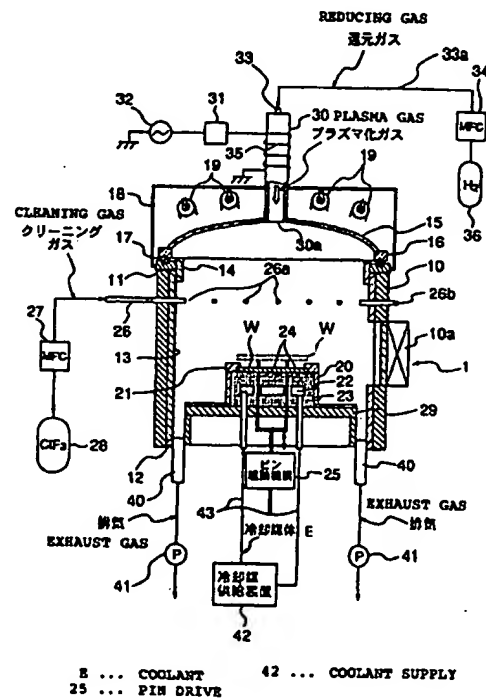 REDUCING GAS
還元ガス
33
33a
34
MFC
H₂
36
32
31
30 PLASMA GAS
プラズマ化ガス
35
19
19
18
30a
15
16
CLEANING GAS
クリーニング
ガス
17
11
14
10
26a
26b
27
26
MFC
13
W
24
W
20
10a
21
22
23
1
ClF₃
28
29
12
40
ピン
25
40
EXHAUST GAS
排気
43
冷却媒体 E
EXHAUST GAS
排気
P
41
冷却媒
供給装置
P
41
42
E ... COOLANT
42 ... COOLANT SUPPLY
25 ... PIN DRIVE